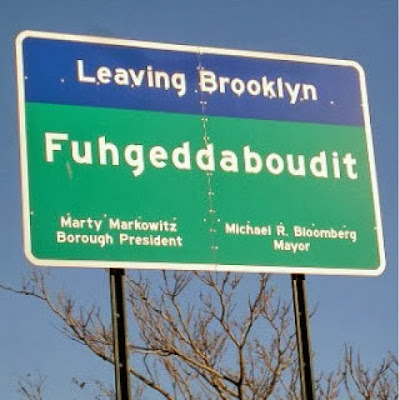 Leaving Brooklyn
Fuhgeddaboudit
Marty Markowitz
Borough President
Michael R. Bloomberg
Mayor